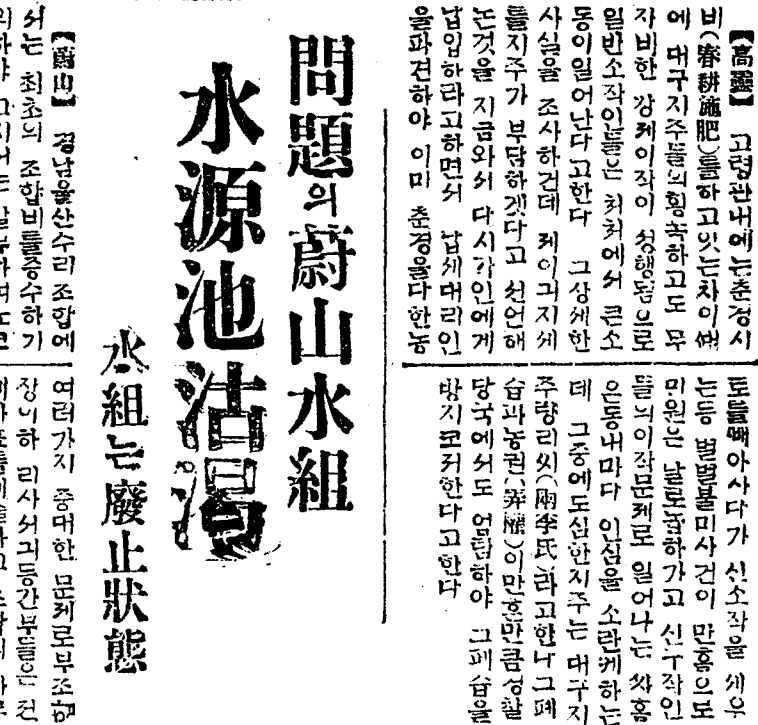 【高靈】 고령관내에는춘경시
비(春耕施肥)를하고잇는차이때
에 대구지주들의횡폭하고도 무
자비한 강제이작이 성행됨으로
일반소작인들은 처처에서 큰소
동이일어난다고한다 그상세한
사실을 조사하건데 제이긔지세
를지주가 부담하겟다고 선언해
논것을 지금와서 다시가인에게
납입하라고하면서 납세대리인
을파견하야 이미 춘경을다한농
토를빼아사다가 신소작을 세우
는등 별별불미사건이 만흠으로
민원은 날로급하가고 신구작인
들의이작문제로 일어나는 싸홈
은동내마다 인심을 소란케하는
데 그중에도심한지주는 대구지
주량리씨(兩李氏)라고한나그폐
습과농권(弄權)이만흔만큼성찰
당국에서도 엄탐하야 그폐습을
방지코저한다고한다
問題의蔚山水組
水源池沽渴
水組는廢止狀態
【蔚山】 경남울산수리조합에
서는 최초의 조합비를증수하기
여러가지 중대한 문제로부조합
장이하 리사서긔등간부들은 건